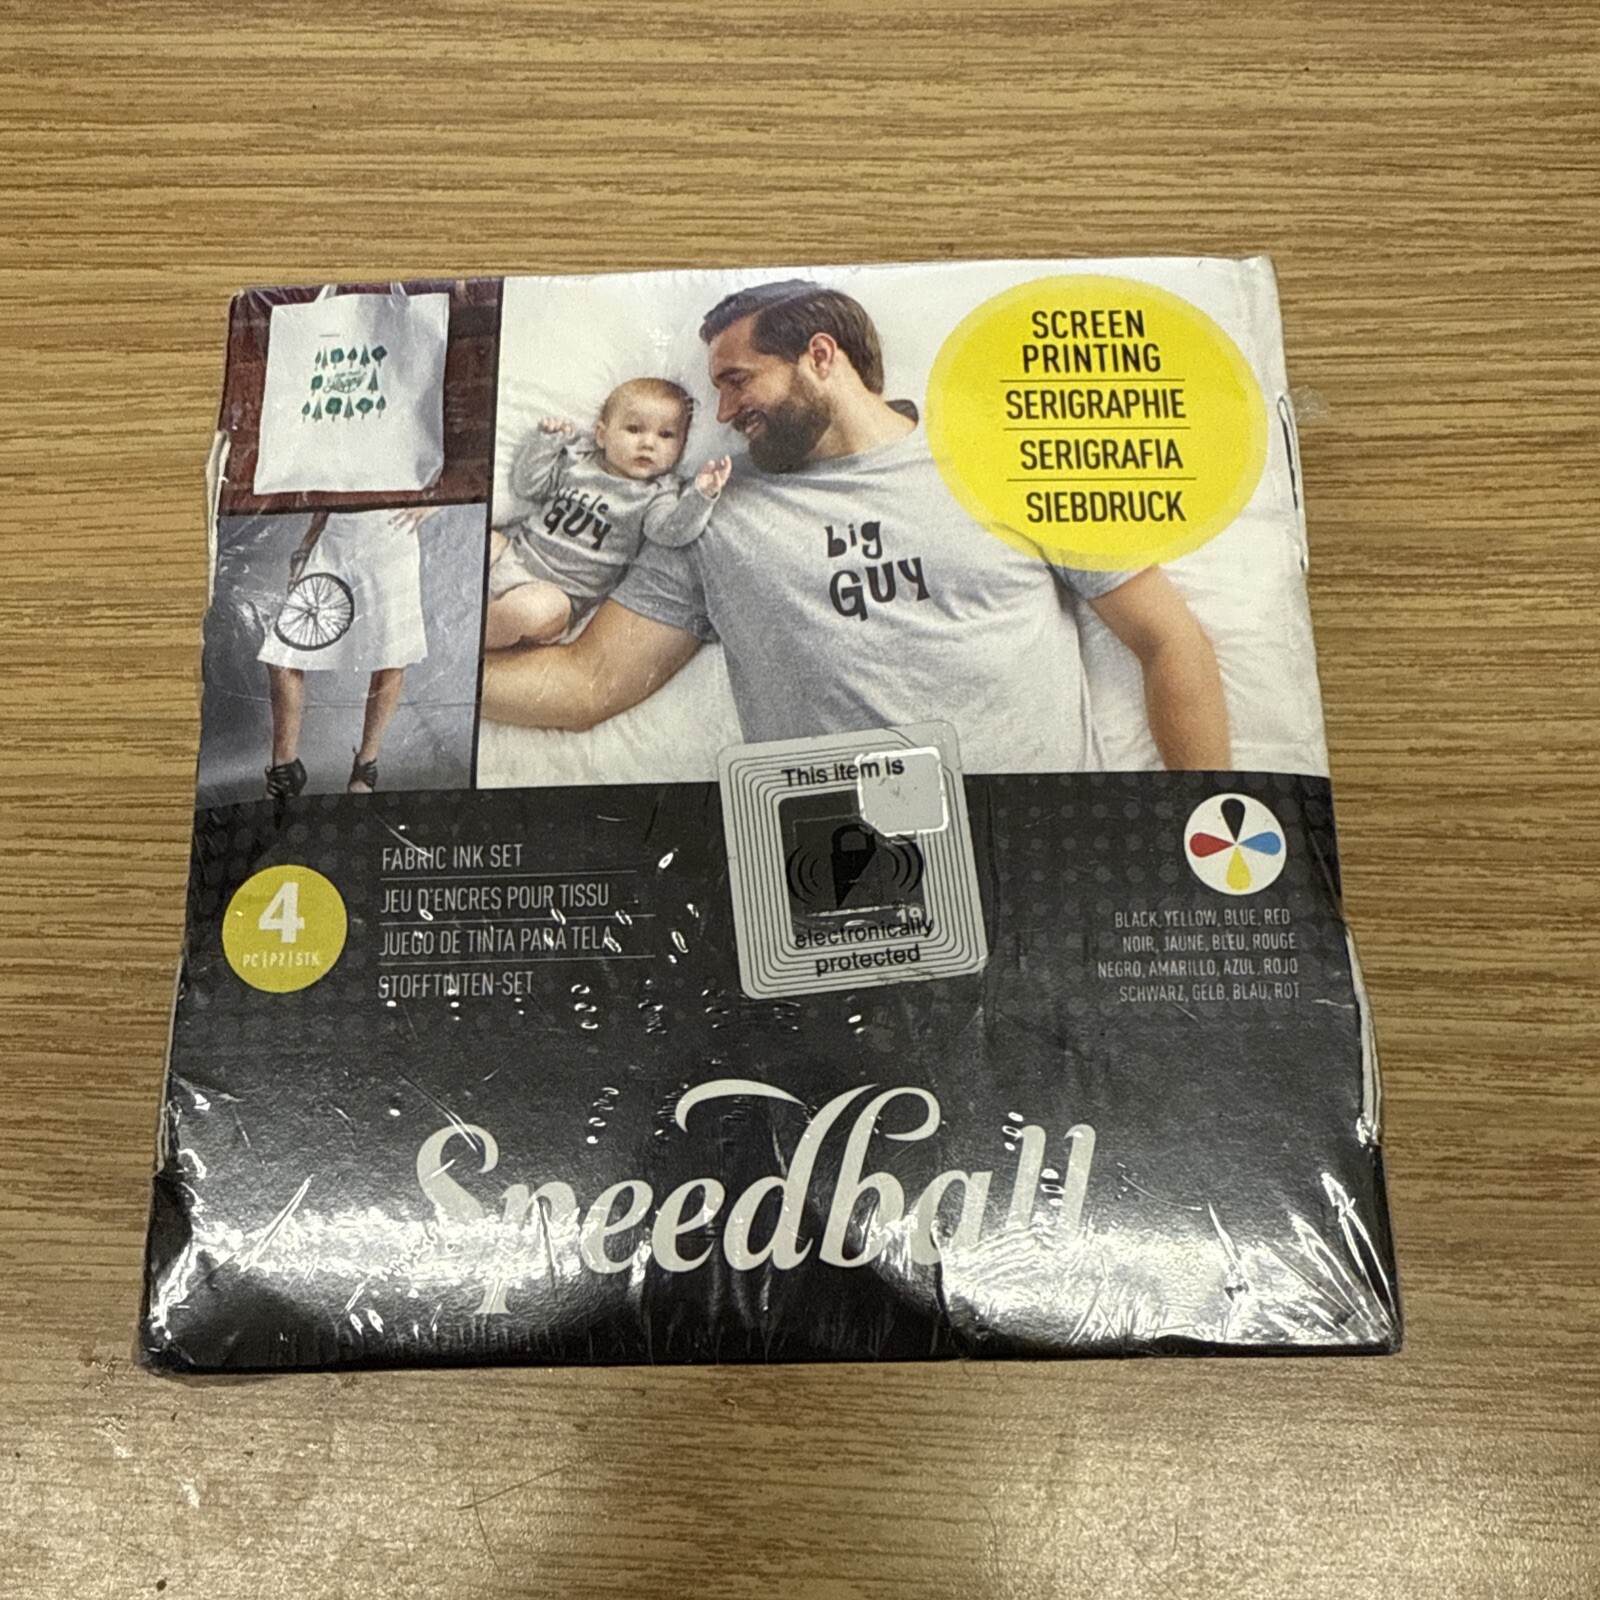 SCREEN
PRINTING
SERIGRAPHIE
SERIGRAFIA
SIEBDRUCK
Happy
little
GUY
big
GUY
This item is
electronically
protected
4
PC | PZ | STK
FABRIC INK SET
JEU D'ENCRES POUR TISSU
JUEGO DE TINTA PARA TELA
STOFFTINTEN-SET
BLACK, YELLOW, BLUE, RED
NOIR, JAUNE, BLEU, ROUGE
NEGRO, AMARILLO, AZUL, ROJO
SCHWARZ, GELB, BLAU, ROT
Speedball